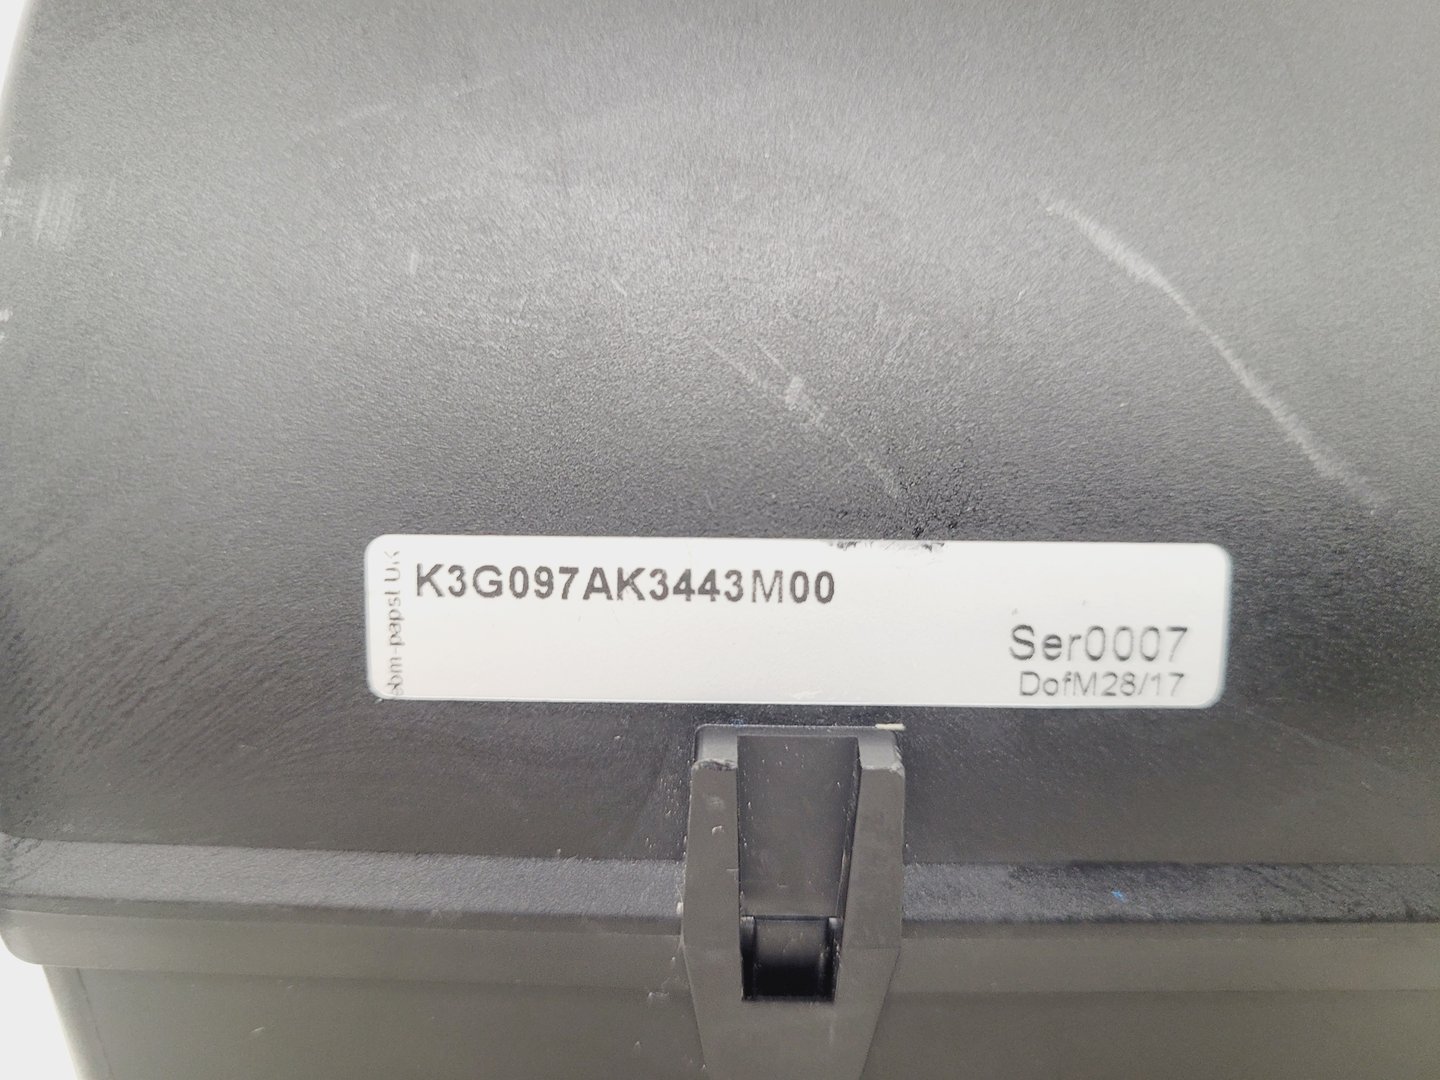 ebm-papst UK
K3G097AK3443M00
Ser0007
DofM28/17